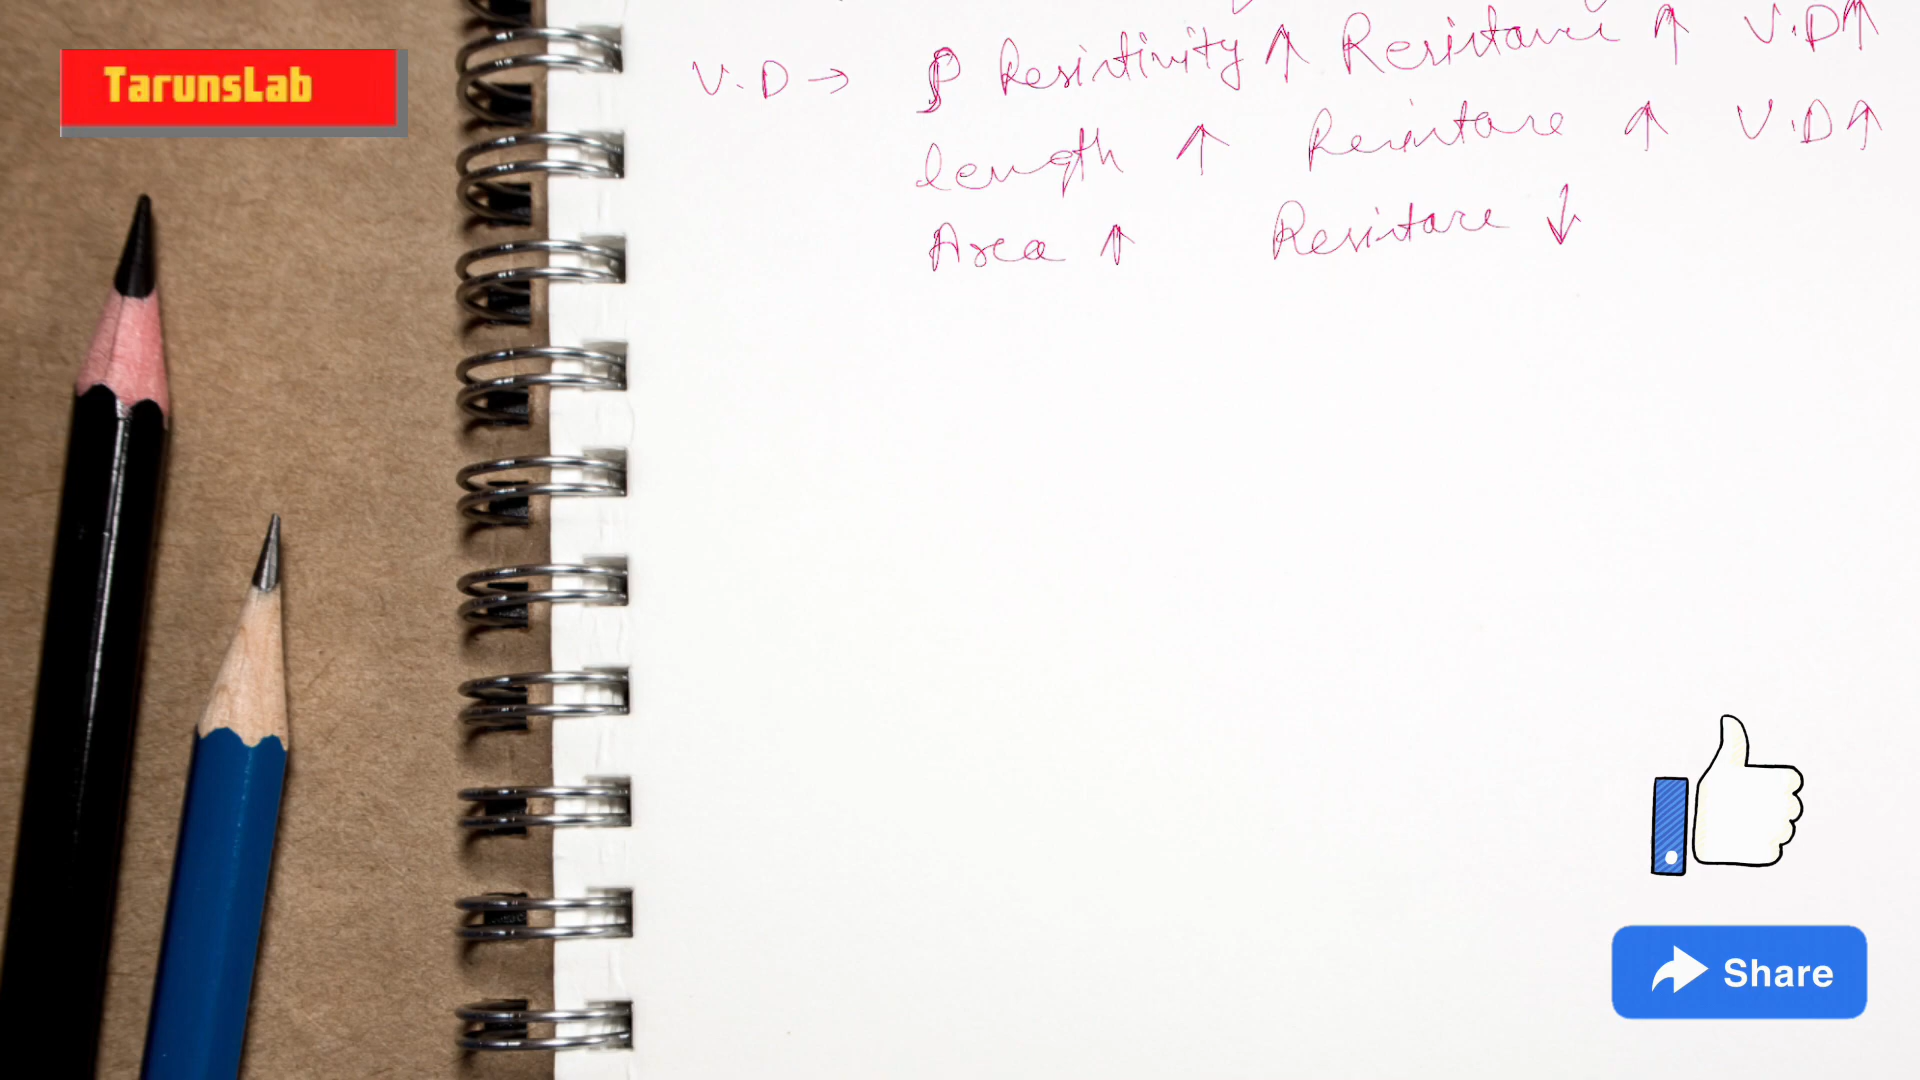 TarunsLab
V.D → ρ Resistivity ↑ Resistance ↑ V.D↑
length ↑ Resistance ↑ V.D↑
Area ↑ Resistance ↓
Share